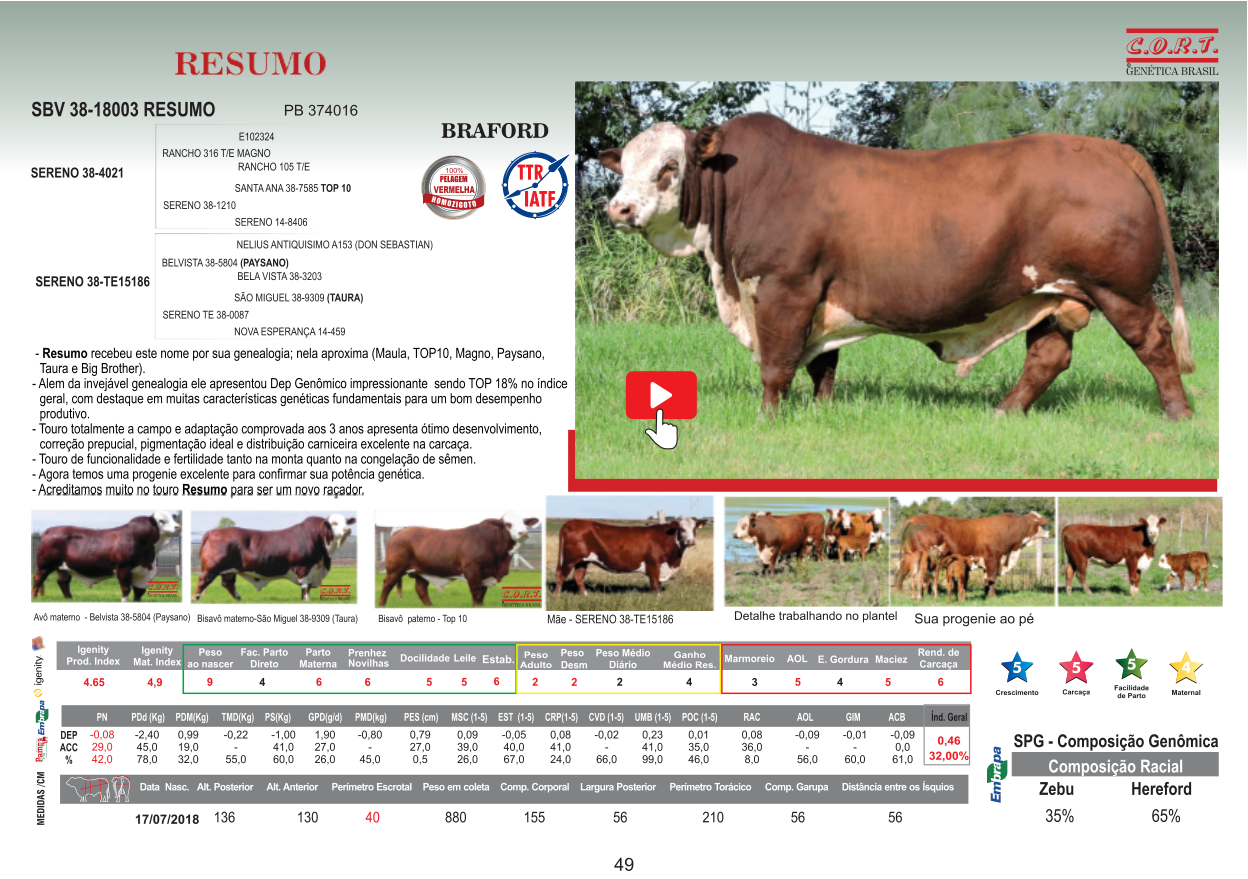 RESUMO
C.O.R.T.
GENÉTICA BRASIL
SBV 38-18003 RESUMO PB 374016
BRAFORD
E102324
RANCHO 316 T/E MAGNO
RANCHO 105 T/E
SERENO 38-4021
SANTA ANA 38-7585 TOP 10
SERENO 38-1210
SERENO 14-8406
100%
PELAGEM
VERMELHA
HOMOZIGOTO
TTR
IATF
NELIUS ANTIQUISIMO A153 (DON SEBASTIAN)
BELVISTA 38-5804 (PAYSANO)
BELA VISTA 38-3203
SERENO 38-TE15186
SÃO MIGUEL 38-9309 (TAURA)
SERENO TE 38-0087
NOVA ESPERANÇA 14-459
- Resumo recebeu este nome por sua genealogia; nela aproxima (Maula, TOP10, Magno, Paysano,
Taura e Big Brother).
- Alem da invejável genealogia ele apresentou Dep Genômico impressionante sendo TOP 18% no índice
geral, com destaque em muitas características genéticas fundamentais para um bom desempenho
produtivo.
- Touro totalmente a campo e adaptação comprovada aos 3 anos apresenta ótimo desenvolvimento,
correção prepucial, pigmentação ideal e distribuição carniceira excelente na carcaça.
- Touro de funcionalidade e fertilidade tanto na monta quanto na congelação de sêmen.
- Agora temos uma progenie excelente para confirmar sua potência genética.
- Acreditamos muito no touro Resumo para ser um novo raçador.
C.O.R.T.
C.O.R.T.
C.O.R.T.
Avô materno - Belvista 38-5804 (Paysano)
Bisavô materno-São Miguel 38-9309 (Taura)
Bisavô paterno - Top 10
Mãe - SERENO 38-TE15186
Detalhe trabalhando no plantel
Sua progenie ao pé
igenity
Igenity Prod. Index Igenity Mat. Index Peso ao nascer Fac. Parto Direto Parto Materna Prenhez Novilhas Docilidade Leile Estab. Peso Adulto Peso Desm Peso Médio Diário Ganho Médio Res. Marmoreio AOL E. Gordura Maciez Rend. de Carcaça
4.65 4,9 9 4 6 6 5 5 6 2 2 2 4 3 5 4 5 6
5 5 5 4
Crescimento Carcaça Facilidade de Parto Maternal
Pampa Embrapa
PN PDd (Kg) PDM(Kg) TMD(Kg) PS(Kg) GPD(g/d) PMD(kg) PES (cm) MSC (1-5) EST (1-5) CRP(1-5) CVD (1-5) UMB (1-5) POC (1-5) RAC AOL GIM ACB Índ. Geral
DEP -0,08 -2,40 0,99 -0,22 -1,00 1,90 -0,80 0,79 0,09 -0,05 0,08 -0,02 0,23 0,01 0,08 -0,09 -0,01 -0,09
ACC 29,0 45,0 19,0 - 41,0 27,0 - 27,0 39,0 40,0 41,0 - 41,0 35,0 36,0 - - 0,0
% 42,0 78,0 32,0 55,0 60,0 26,0 45,0 0,5 26,0 67,0 24,0 66,0 99,0 46,0 8,0 56,0 60,0 61,0
0,46
32,00%
MEDIDAS /CM
Data Nasc. Alt. Posterior Alt. Anterior Perímetro Escrotal Peso em coleta Comp. Corporal Largura Posterior Perímetro Torácico Comp. Garupa Distância entre os Ísquios
17/07/2018 136 130 40 880 155 56 210 56 56
Embrapa
SPG - Composição Genômica
Composição Racial
Zebu Hereford
35% 65%
49